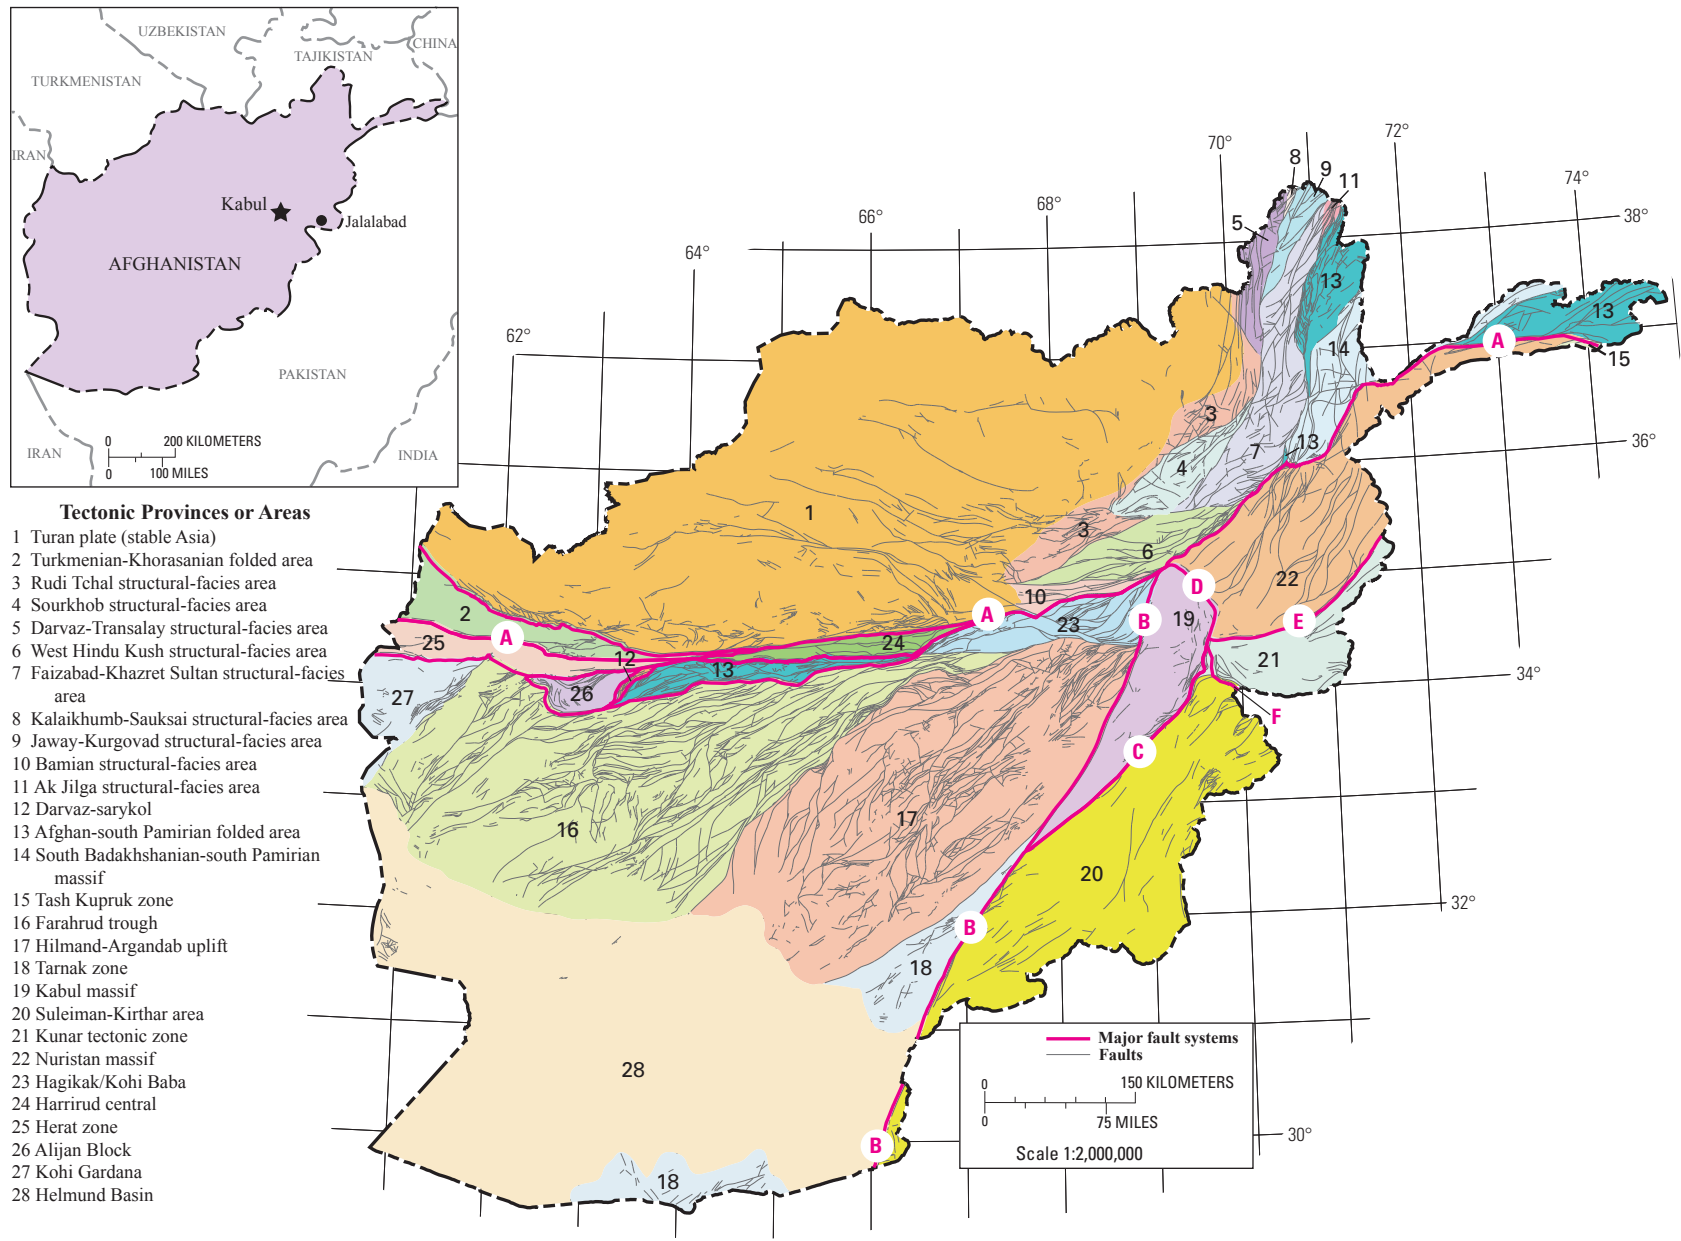 UZBEKISTAN
CHINA
TAJIKISTAN
TURKMENISTAN
IRAN
Kabul
Jalalabad
AFGHANISTAN
PAKISTAN
0 200 KILOMETERS
0 100 MILES
IRAN
INDIA
Tectonic Provinces or Areas
1 Turan plate (stable Asia)
2 Turkmenian-Khorasanian folded area
3 Rudi Tchal structural-facies area
4 Sourkhob structural-facies area
5 Darvaz-Transalay structural-facies area
6 West Hindu Kush structural-facies area
7 Faizabad-Khazret Sultan structural-facies
area
8 Kalaikhumb-Sauksai structural-facies area
9 Jaway-Kurgovad structural-facies area
10 Bamian structural-facies area
11 Ak Jilga structural-facies area
12 Darvaz-sarykol
13 Afghan-south Pamirian folded area
14 South Badakhshanian-south Pamirian
massif
15 Tash Kupruk zone
16 Farahrud trough
17 Hilmand-Argandab uplift
18 Tarnak zone
19 Kabul massif
20 Suleiman-Kirthar area
21 Kunar tectonic zone
22 Nuristan massif
23 Hagikak/Kohi Baba
24 Harrirud central
25 Herat zone
26 Alijan Block
27 Kohi Gardana
28 Helmund Basin
62°
64°
66°
68°
70°
72°
74°
38°
36°
34°
32°
30°
8
9
11
5
13
13
A
14
15
3
13
7
4
1
3
6
22
D
10
A
B
19
E
23
2
A
25
24
12
13
26
27
21
F
C
16
17
20
B
18
28
B
18
Major fault systems
Faults
0 150 KILOMETERS
0 75 MILES
Scale 1:2,000,000